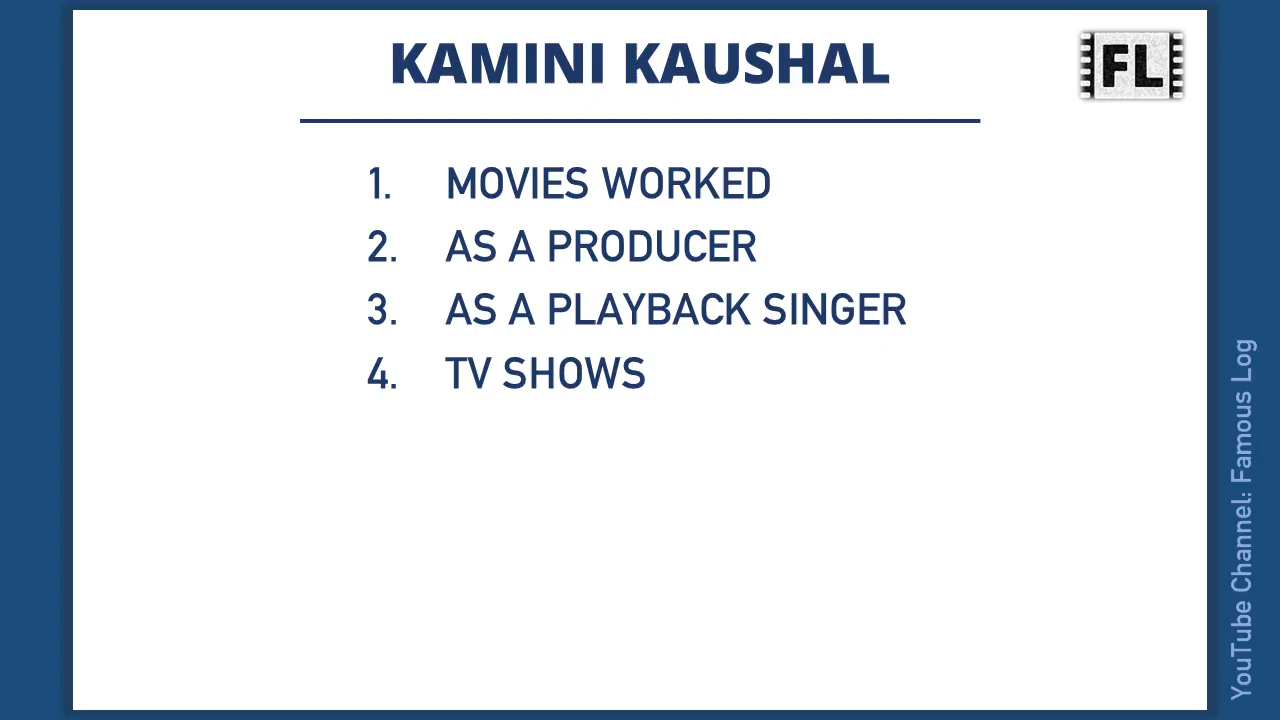 KAMINI KAUSHAL
FL
1. MOVIES WORKED
2. AS A PRODUCER
3. AS A PLAYBACK SINGER
4. TV SHOWS
YouTube Channel: Famous Log